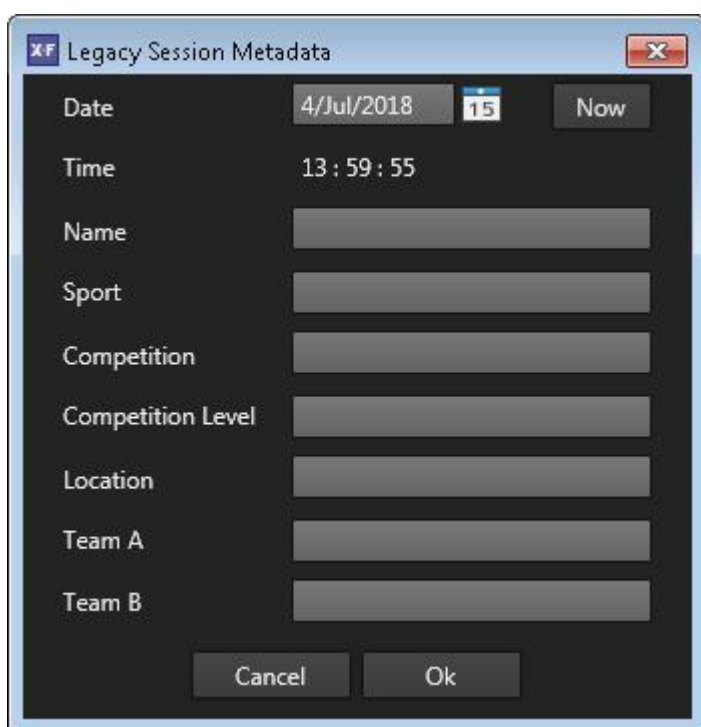 XF Legacy Session Metadata
Date 4/Jul/2018 15 Now
Time 13 : 59 : 55
Name
Sport
Competition
Competition Level
Location
Team A
Team B
Cancel Ok